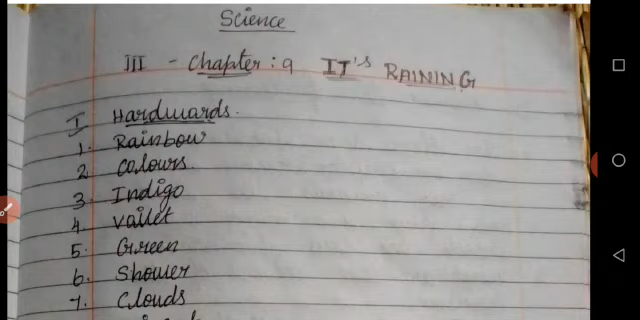 Science
III - Chapter : 9 IT's RAINING
I Hardwards.
1. Rainbow
2. Colours
3. Indigo
4. Vailet
5. Green
6. Shower
7. Clouds